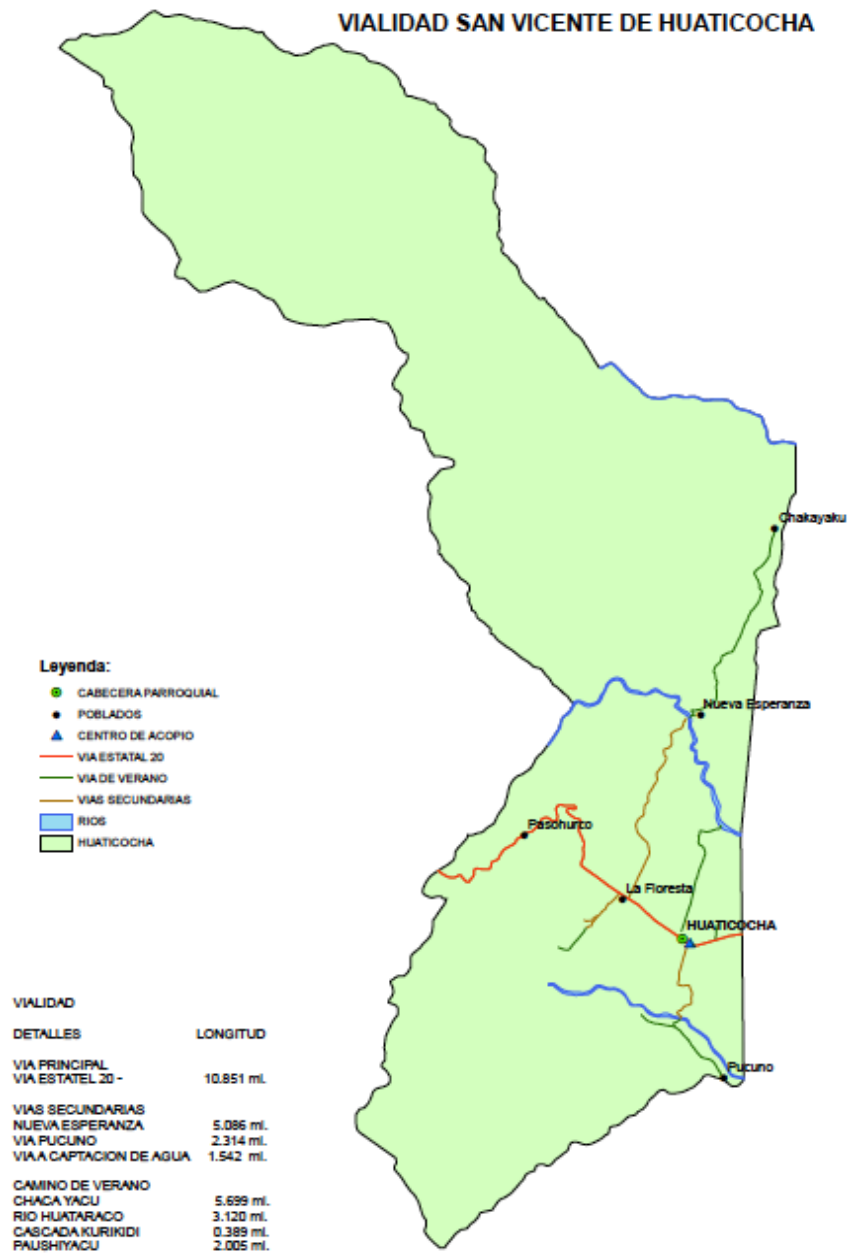 VIALIDAD SAN VICENTE DE HUATICOCHA
Chakayaku
Nueva Esperanza
Pasohurco
La Floresta
HUATICOCHA
Pucuno
Leyenda:
CABECERA PARROQUIAL
POBLADOS
CENTRO DE ACOPIO
VIA ESTATAL 20
VIA DE VERANO
VIAS SECUNDARIAS
RIOS
HUATICOCHA
VIALIDAD
DETALLES LONGITUD
VIA PRINCIPAL
VIA ESTATEL 20 - 10.851 ml.
VIAS SECUNDARIAS
NUEVA ESPERANZA 5.086 ml.
VIA PUCUNO 2.314 ml.
VIA A CAPTACION DE AGUA 1.542 ml.
CAMINO DE VERANO
CHACA YACU 5.699 ml.
RIO HUATARACO 3.120 ml.
CASCADA KURIKIDI 0.389 ml.
PAUSHIYACU 2.005 ml.